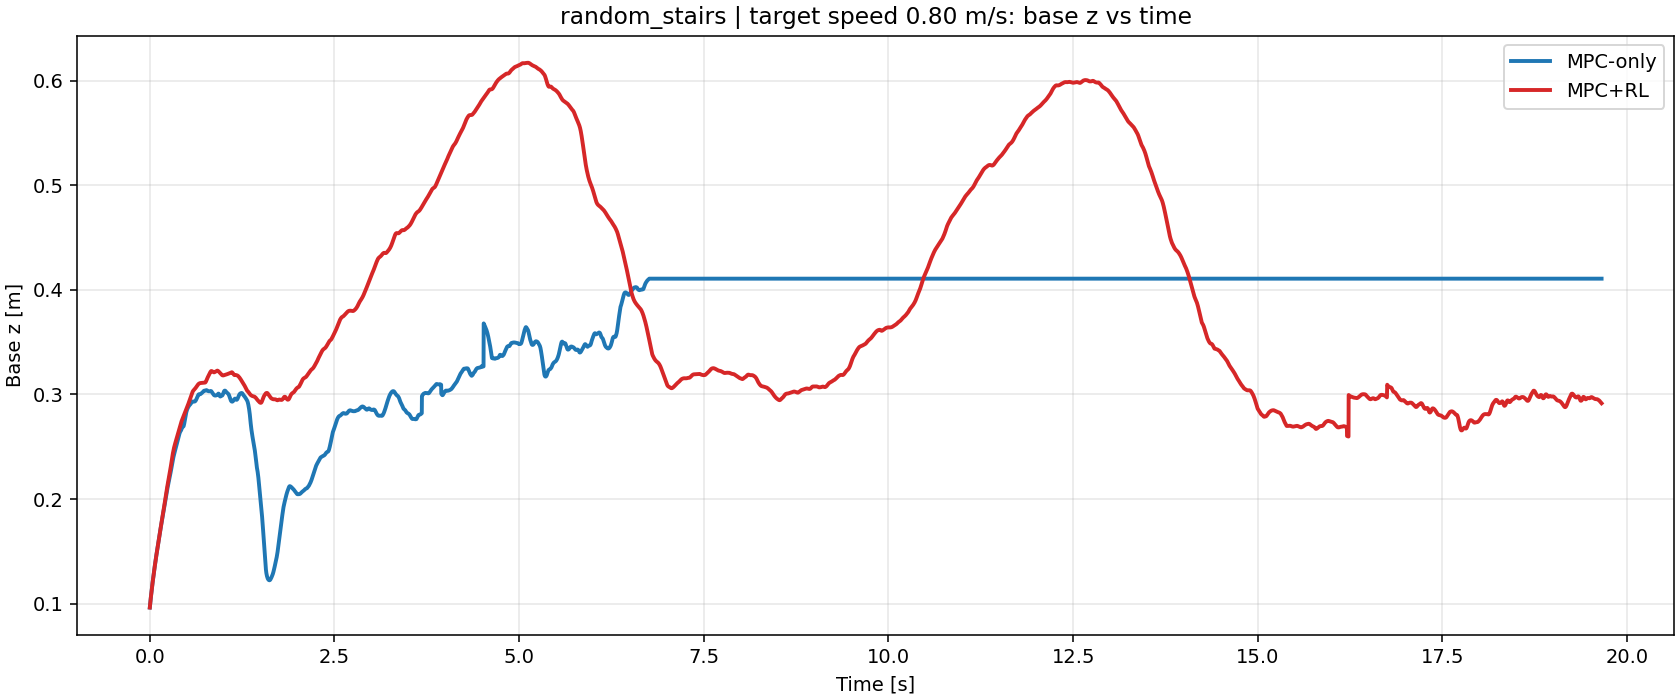 random_stairs | target speed 0.80 m/s: base z vs time
MPC-only
MPC+RL
Base z [m]
0.6
0.5
0.4
0.3
0.2
0.1
0.0 2.5 5.0 7.5 10.0 12.5 15.0 17.5 20.0
Time [s]